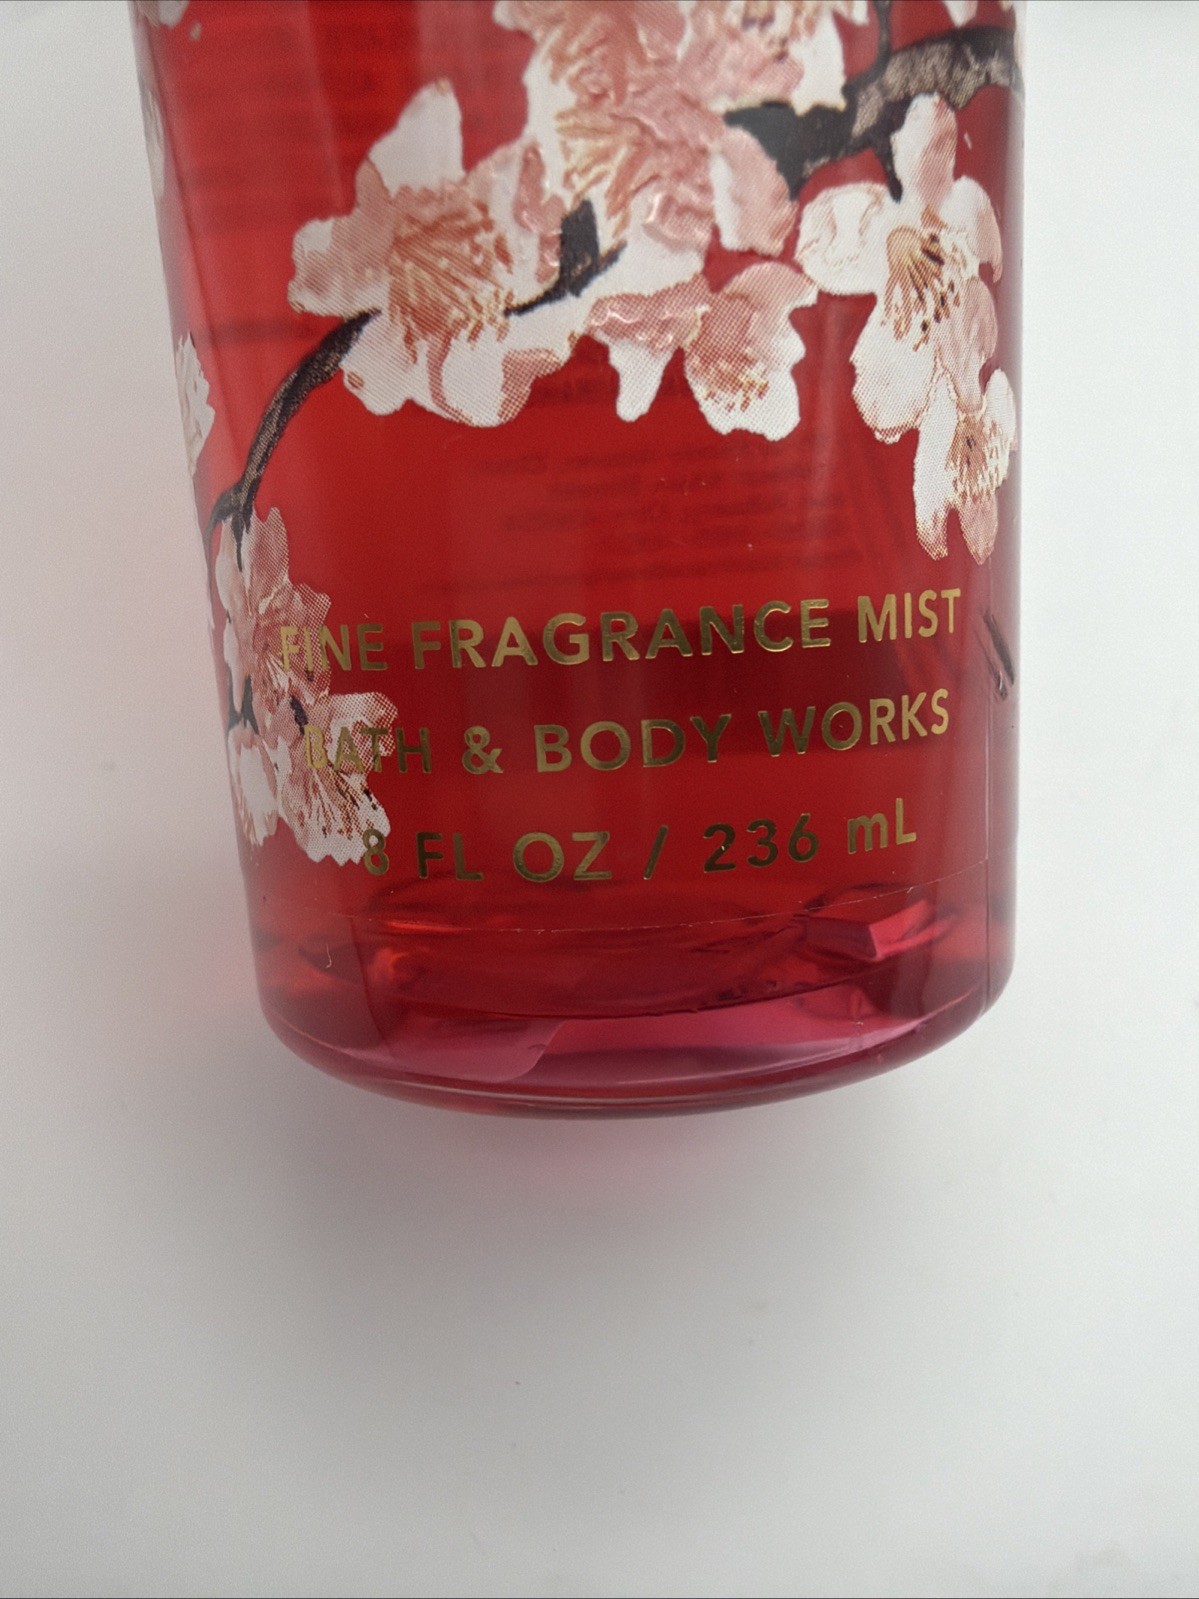 FINE FRAGRANCE MIST
BATH & BODY WORKS
8 FL OZ / 236 mL